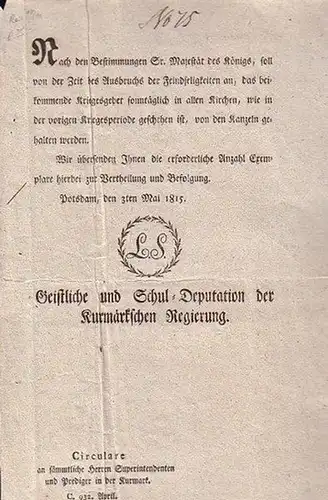 No 75
Nach den Bestimmungen Sr. Majestät des Königs, soll
von der Zeit des Ausbruchs der Feindseligkeiten an, das bei-
kommende Kriegesgebet sonntäglich in allen Kirchen, wie in
der vorigen Kriegesperiode geschehen ist, von den Kanzeln ge-
halten werden.
Wir übersenden Ihnen die erforderliche Anzahl Exem-
plare hierbei zur Vertheilung und Befolgung.
Potsdam, den 3ten Mai 1815.
L.S.
Geistliche und Schul-Deputation der
Kurmärkschen Regierung.
Circulare
an sämmtliche Herren Superintendenten
und Prediger in der Kurmark.
C. 932. April.